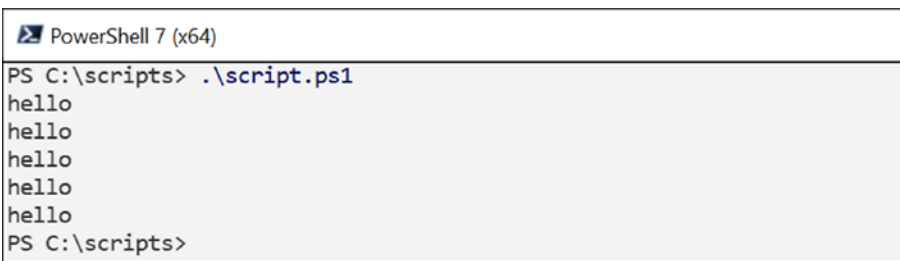 PowerShell 7 (x64)
PS C:\scripts> .\script.ps1
hello
hello
hello
hello
hello
PS C:\scripts>